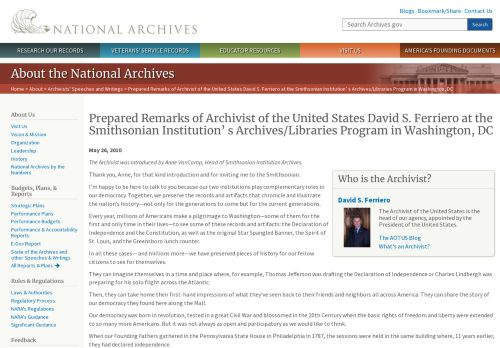 Blogs · Bookmark/Share · Contact Us
NATIONAL ARCHIVES
Search Archives.gov
Search
RESEARCH OUR RECORDS
VETERANS' SERVICE RECORDS
EDUCATOR RESOURCES
VISIT US
AMERICA'S FOUNDING DOCUMENTS
About the National Archives
Home > About > Archivists' Speeches and Writings > Prepared Remarks of Archivist of the United States David S. Ferriero at the Smithsonian Institution' s Archives/Libraries Program in Washington, DC
About Us
Visit Us
Vision & Mission
Organization
Leadership
History
National Archives by the
Numbers
Budgets, Plans, &
Reports
Strategic Plans
Performance Plans
Performance Budgets
Performance & Accountability
Reports
E-Gov Report
State of the Archives and
other Speeches & Writings
All Reports & Plans →
Rules & Regulations
Laws & Authorities
Regulatory Process
NARA's Regulations
NARA's Guidance
Significant Guidance
Feedback
Prepared Remarks of Archivist of the United States David S. Ferriero at the
Smithsonian Institution' s Archives/Libraries Program in Washington, DC
May 26, 2010
The Archivist was introduced by Anne VanCamp, Head of Smithsonian Institution Archives.
Thank you, Anne, for that kind introduction and for inviting me to the Smithsonian.
I'm happy to be here to talk to you because our two institutions play complementary roles in
our democracy. Together, we preserve the records and artifacts that chronicle and illustrate
the nation's history—not only for the generations to come but for the current generations.
Every year, millions of Americans make a pilgrimage to Washington—some of them for the
first and only time in their lives—to see some of these records and artifacts: the Declaration of
Independence and the Constitution, as well as the original Star Spangled Banner, the Spirit of
St. Louis, and the Greensboro lunch counter.
In all these cases— and millions more—we have preserved pieces of history for our fellow
citizens to see for themselves.
They can imagine themselves in a time and place where, for example, Thomas Jefferson was drafting the Declaration of Independence or Charles Lindbergh was
preparing for his solo flight across the Atlantic.
Then, they can take home their first-hand impressions of what they've seen back to their friends and neighbors all across America. They can share the story of
our democracy they found here along the Mall.
Our democracy was born in revolution, tested in a great Civil War and blossomed in the 20th Century when the basic rights of freedom and liberty were extended
to so many more Americans. But it was not always as open and participatory as we would like to think.
When our Founding Fathers gathered in the Pennsylvania State House in Philadelphia in 1787, the sessions were held in the same building where, 11 years earlier,
they had declared independence.
Who is the Archivist?
David S. Ferriero
The Archivist of the United States is the
head of our agency, appointed by the
President of the United States.
The AOTUS Blog
What's an Archivist?